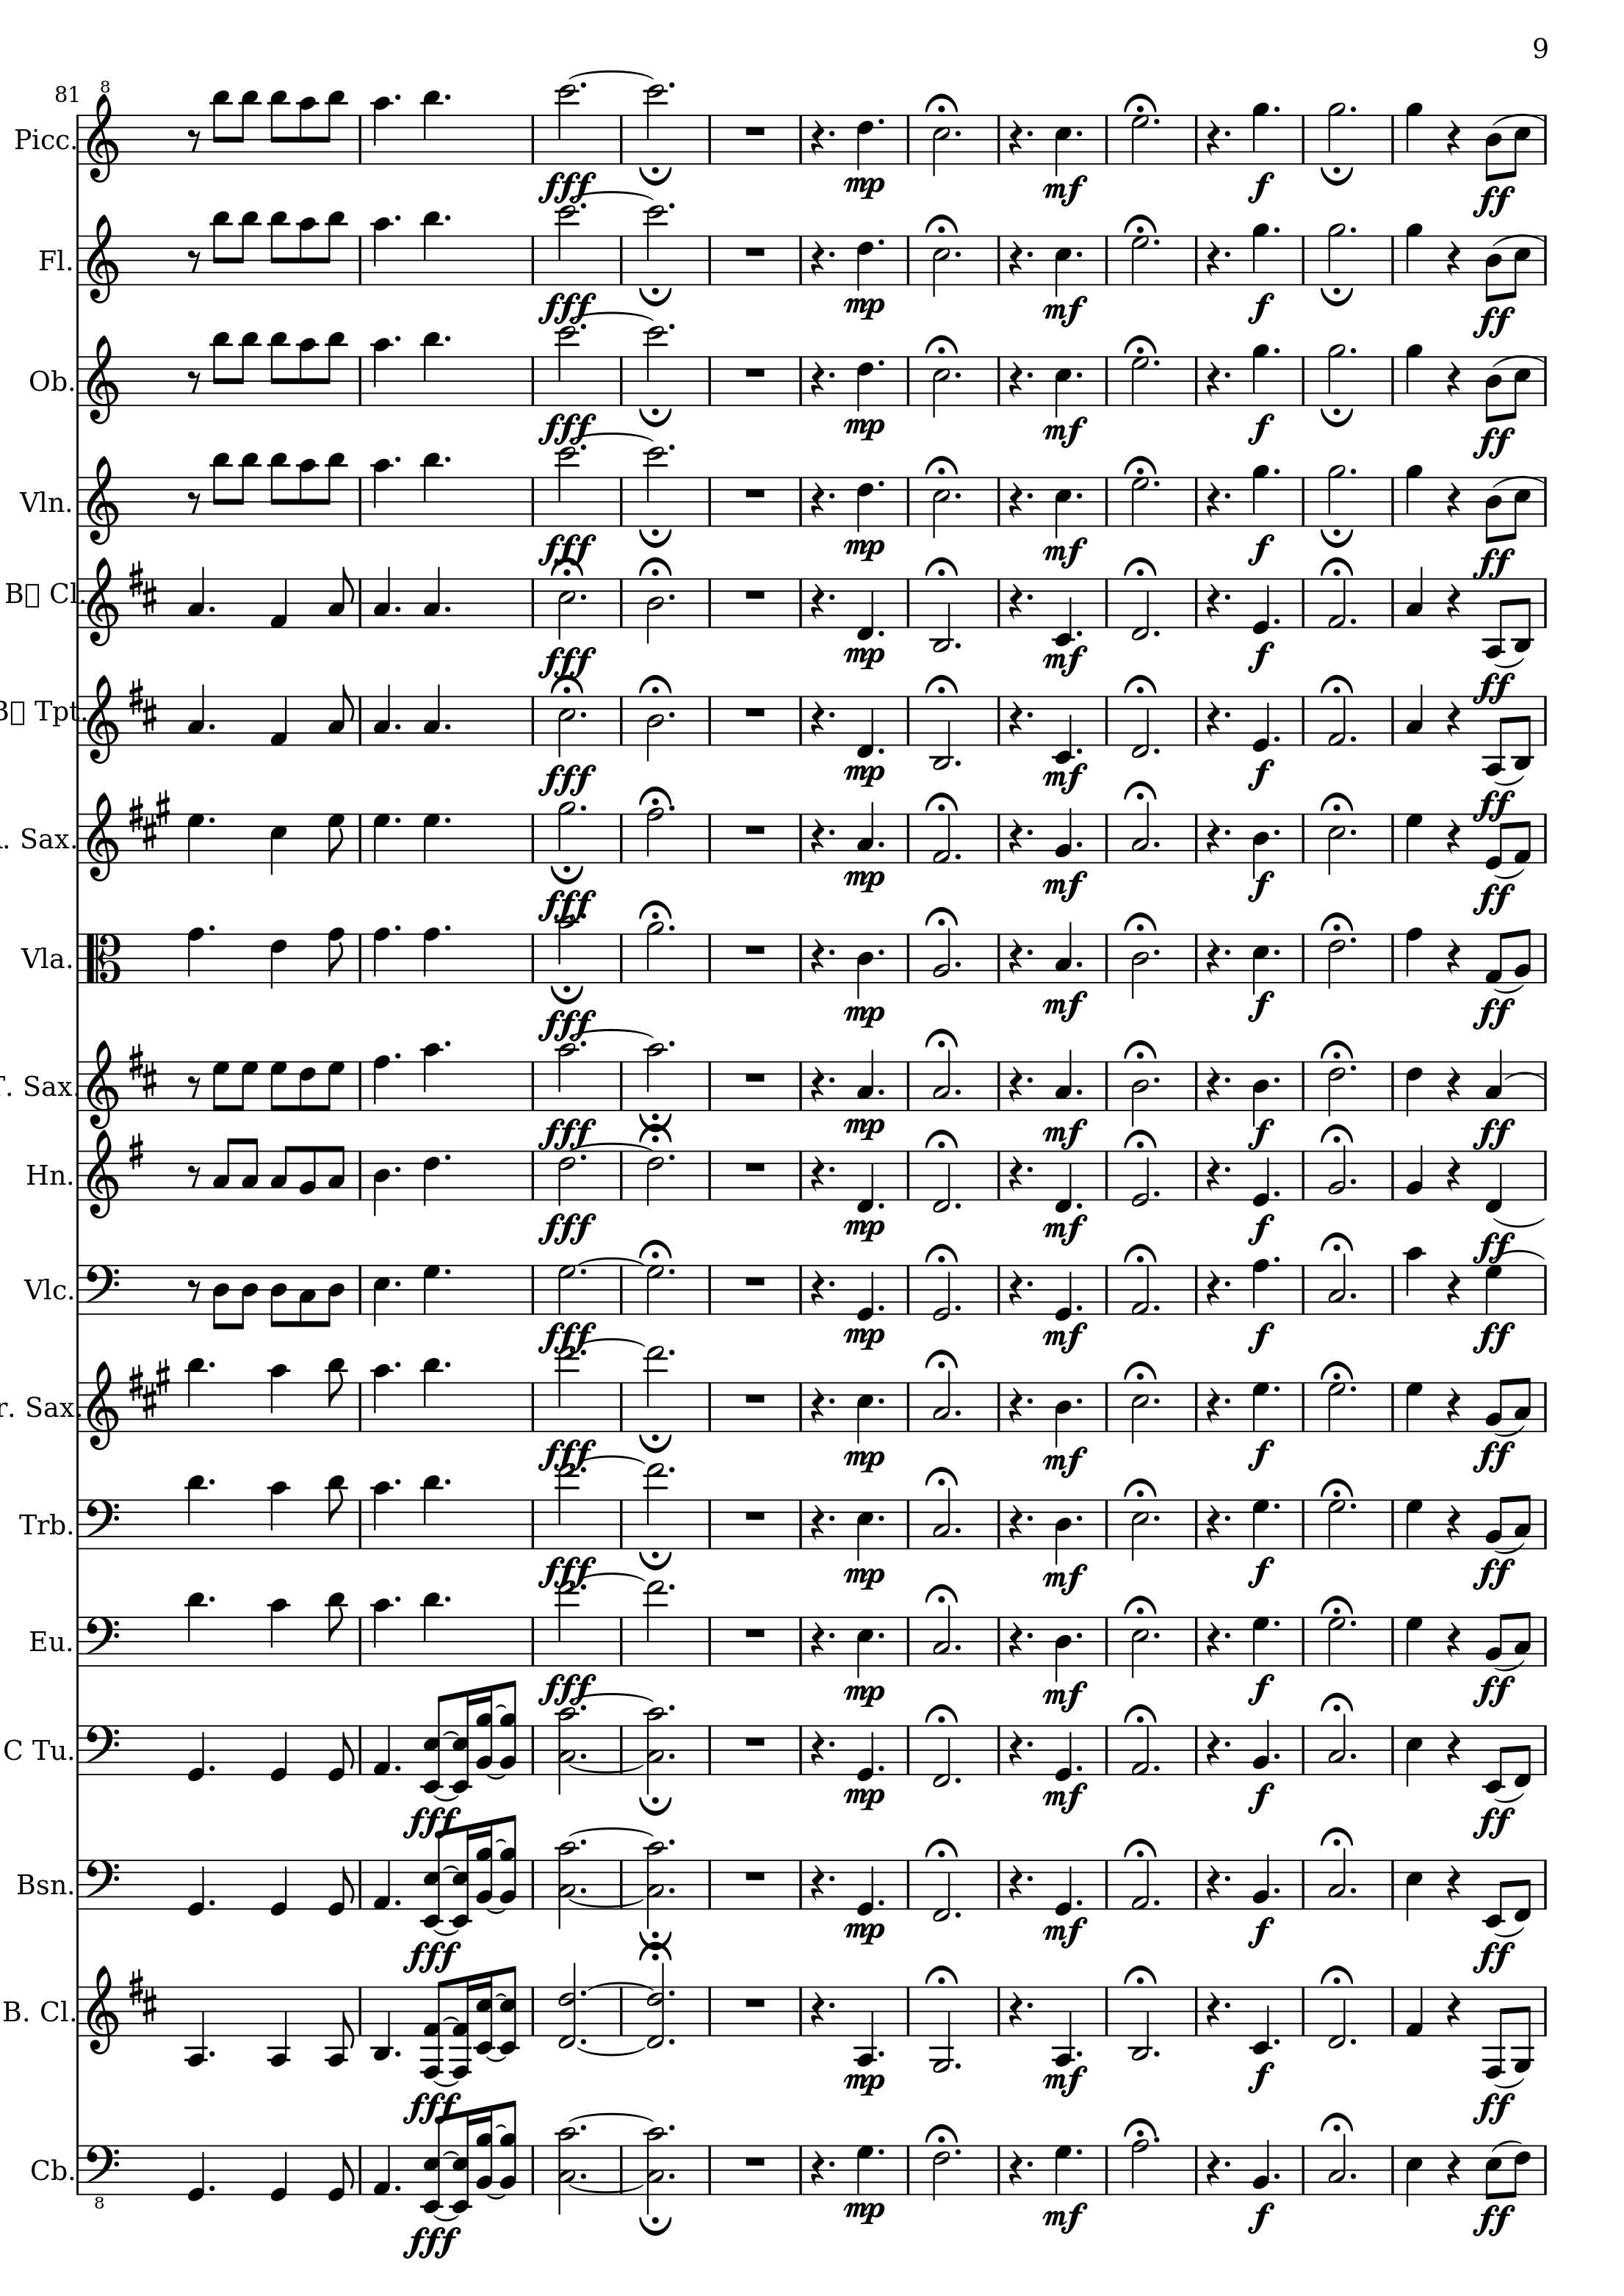 9
81
8
Picc.
fff mp mf f ff
Fl.
fff mp mf f ff
Ob.
fff mp mf f ff
Vln.
fff mp mf f ff
B▯ Cl.
fff mp mf f ff
B▯ Tpt.
fff mp mf f ff
. Sax.
fff mp mf f ff
Vla.
fff mp mf f ff
T. Sax.
fff mp mf f ff
Hn.
fff mp mf f ff
Vlc.
fff mp mf f ff
r. Sax.
fff mp mf f ff
Trb.
fff mp mf f ff
Eu.
fff mp mf f ff
C Tu.
fff mp mf f ff
Bsn.
fff mp mf f ff
B. Cl.
fff mp mf f ff
Cb.
8
fff mp mf f ff